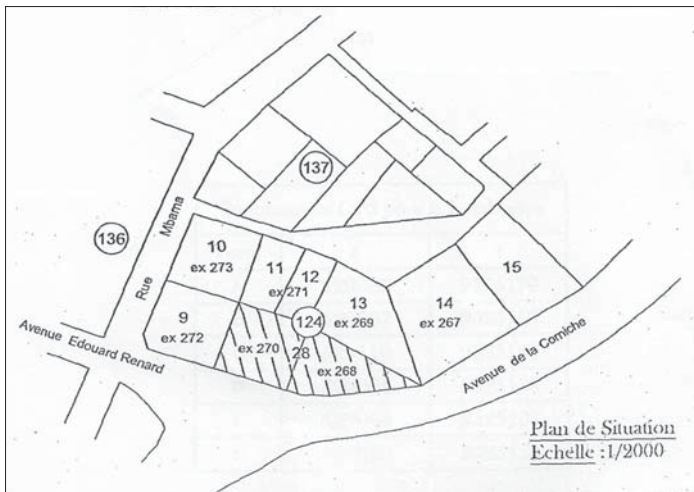 137
136
Rue Mbama
10
ex 273
11
12
ex 271
13
ex 269
14
ex 267
15
9
ex 272
124
ex 270
28
ex 268
Avenue Edouard Renard
Avenue de la Corniche
Plan de Situation
Echelle :1/2000